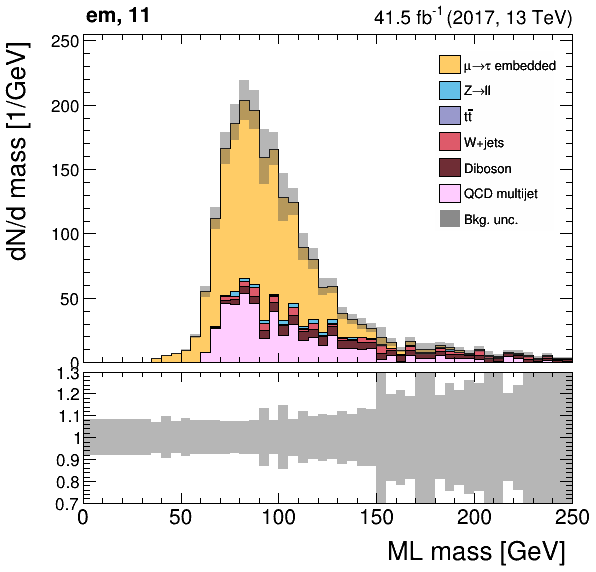 em, 11
41.5 fb⁻¹ (2017, 13 TeV)
dN/d mass [1/GeV]
250
200
150
100
50
0
μ→τ embedded
Z→ll
tt̄
W+jets
Diboson
QCD multijet
Bkg. unc.
1.3
1.2
1.1
1
0.9
0.8
0.7
0 50 100 150 200 250
ML mass [GeV]